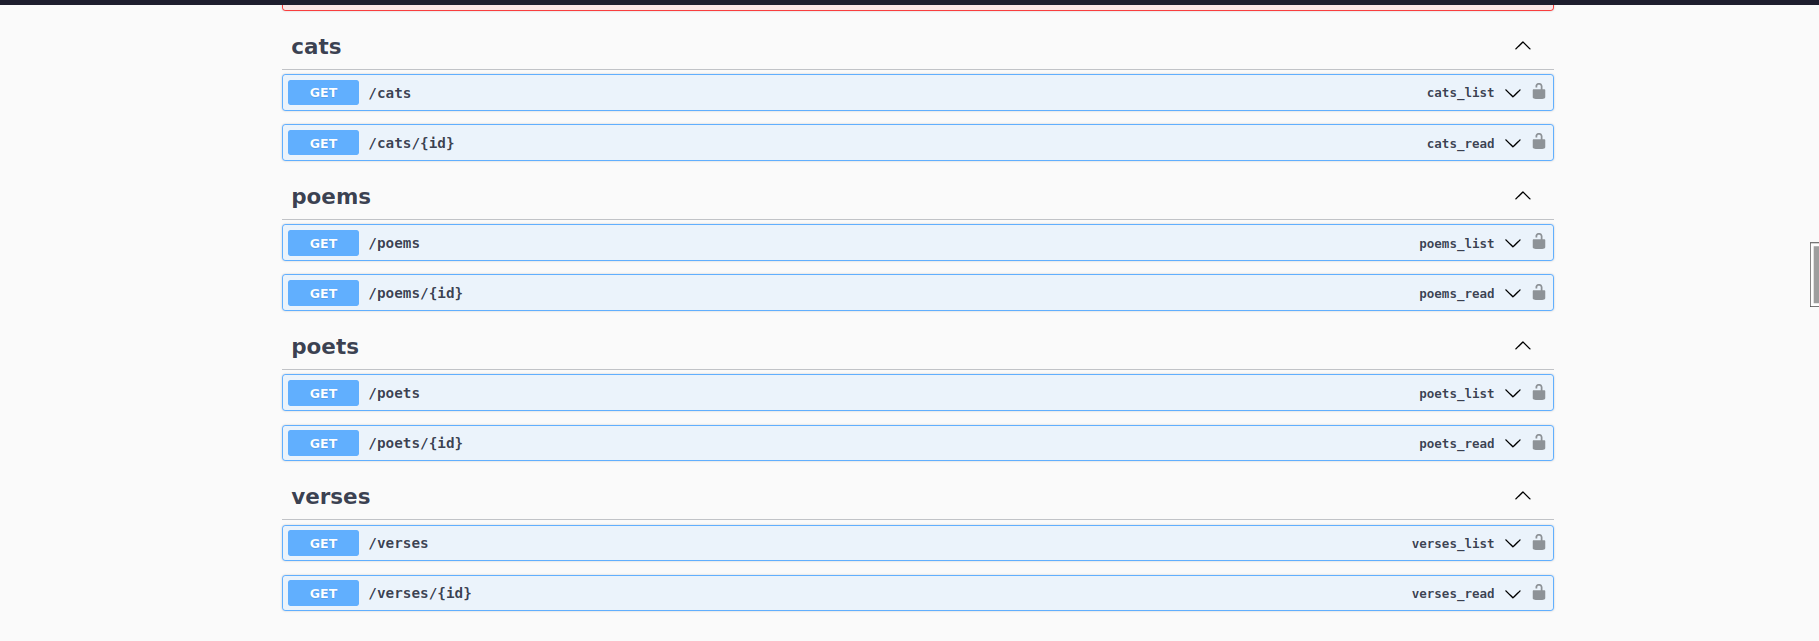 cats
GET /cats cats_list
GET /cats/{id} cats_read
poems
GET /poems poems_list
GET /poems/{id} poems_read
poets
GET /poets poets_list
GET /poets/{id} poets_read
verses
GET /verses verses_list
GET /verses/{id} verses_read